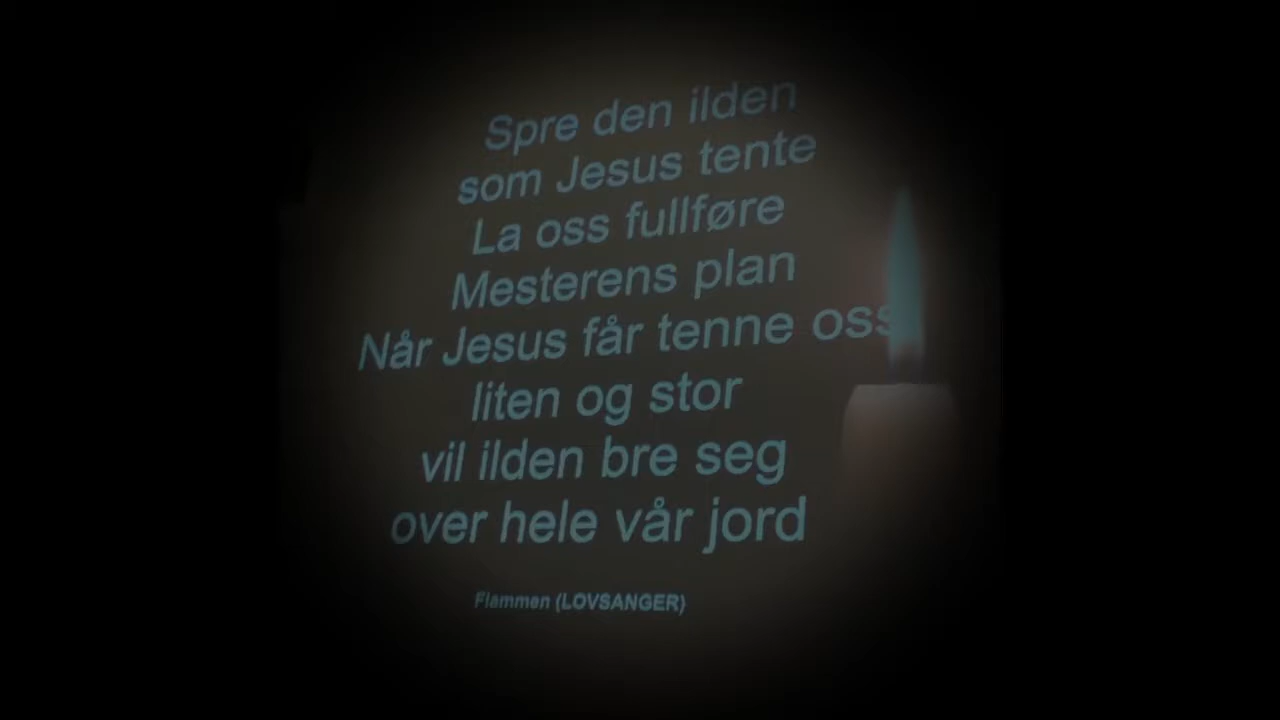 Spre den ilden
som Jesus tente
La oss fullføre
Mesterens plan
Når Jesus får tenne oss
liten og stor
vil ilden bre seg
over hele vår jord
Flammen (LOVSANGER)